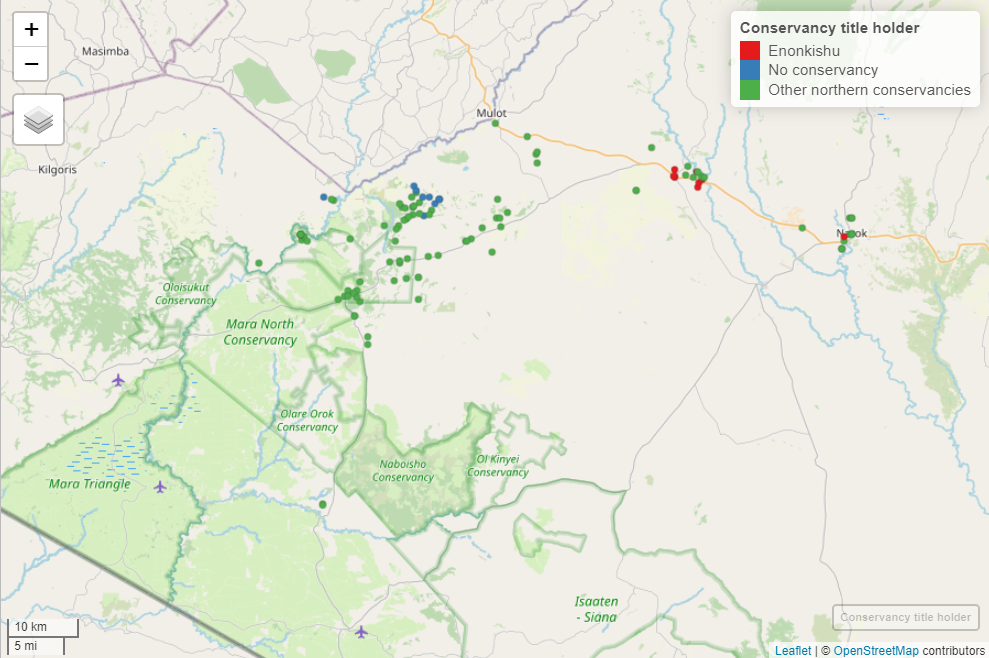 +
−
Conservancy title holder
Enonkishu
No conservancy
Other northern conservancies
Masimba
Mulot
Kilgoris
Oloisukut
Conservancy
Mara North
Conservancy
Olare Orok
Conservancy
Naboisho
Conservancy
Ol Kinyei
Conservancy
Mara Triangle
Isaaten
- Siana
10 km
5 mi
Conservancy title holder
Leaflet | © OpenStreetMap contributors